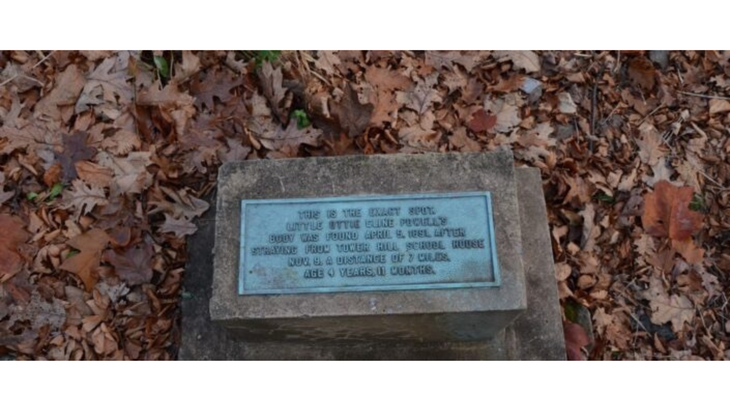 THIS IS THE EXACT SPOT,
LITTLE OTTIE CLINE POWELL'S
BODY WAS FOUND APRIL 5, 1891, AFTER
STRAYING FROM TOWER HILL SCHOOL HOUSE
NOV. 9, A DISTANCE OF 7 MILES.
AGE 4 YEARS, 11 MONTHS.